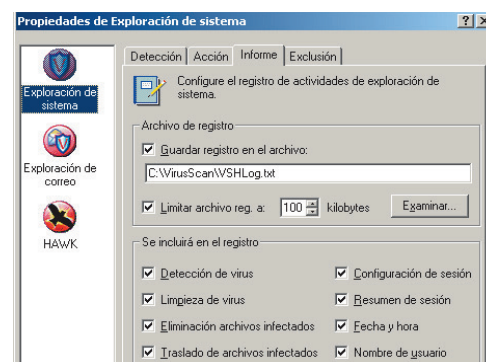 Propiedades de Exploración de sistema
Detección Acción Informe Exclusión
Exploración de
sistema
Exploración de
correo
HAWK
Configure el registro de actividades de exploración de
sistema.
Archivo de registro
Guardar registro en el archivo:
C:\VirusScan\VSHLog.txt
Limitar archivo reg. a: 100 kilobytes Examinar...
Se incluirá en el registro
Detección de virus Configuración de sesión
Limpieza de virus Resumen de sesión
Eliminación archivos infectados Fecha y hora
Traslado de archivos infectados Nombre de usuario